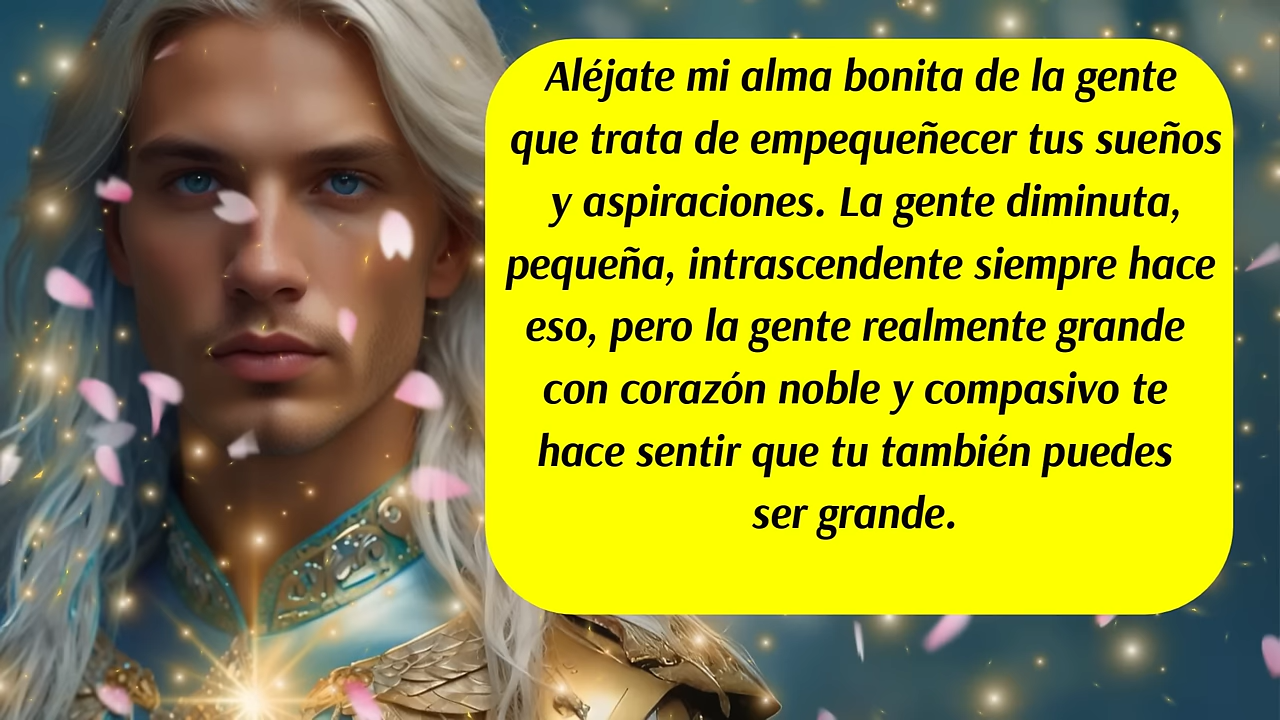 Aléjate mi alma bonita de la gente
que trata de empequeñecer tus sueños
y aspiraciones. La gente diminuta,
pequeña, intrascendente siempre hace
eso, pero la gente realmente grande
con corazón noble y compasivo te
hace sentir que tu también puedes
ser grande.